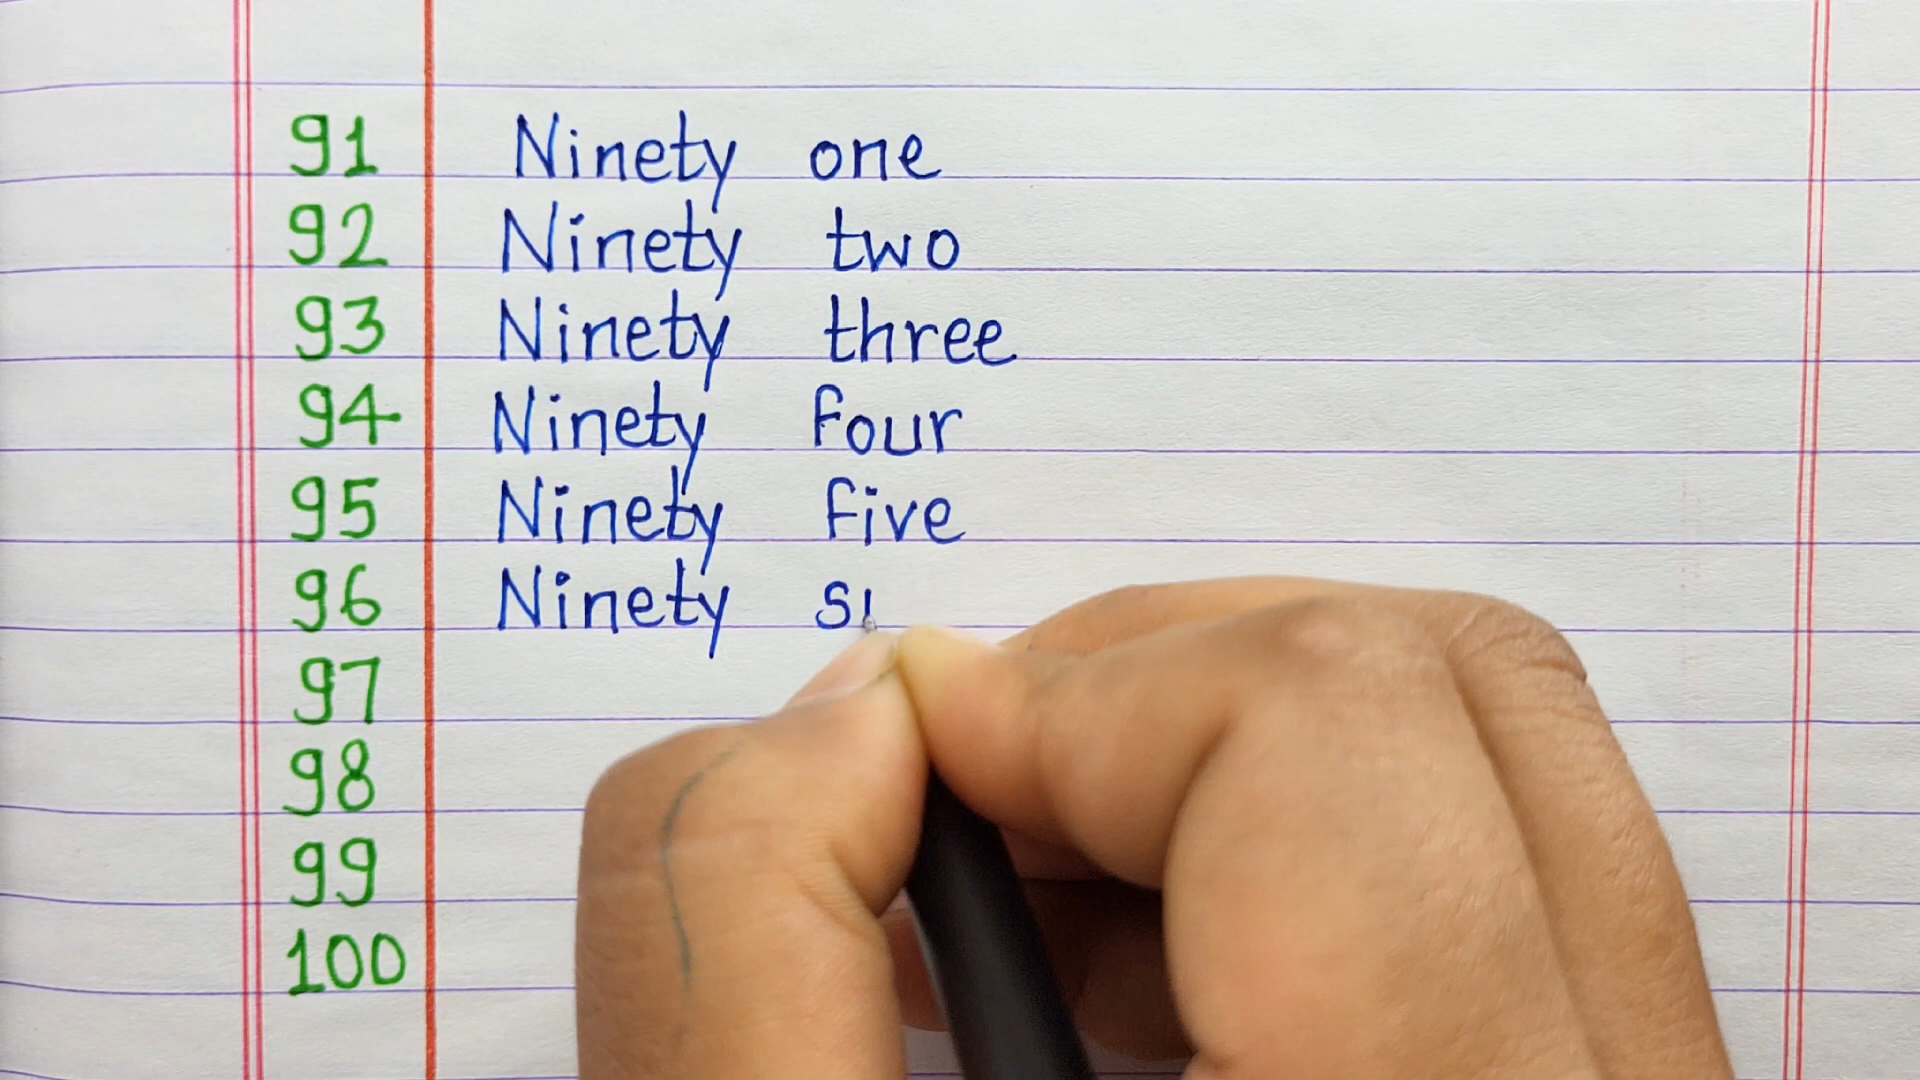 91 Ninety one
92 Ninety two
93 Ninety three
94 Ninety four
95 Ninety five
96 Ninety si
97
98
99
100